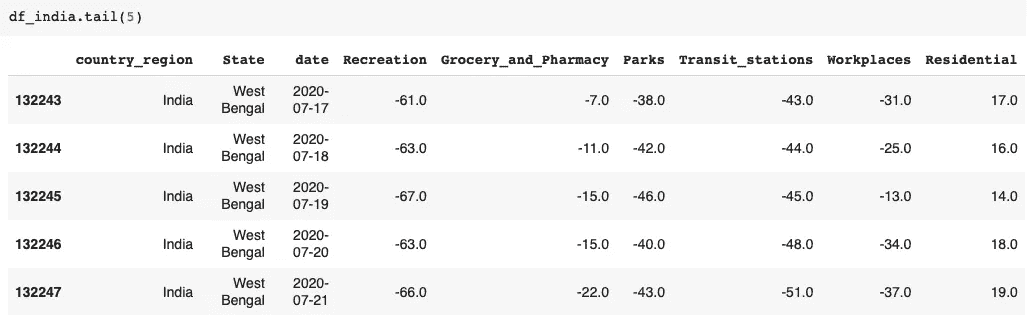 df_india.tail(5)
country_region State date Recreation Grocery_and_Pharmacy Parks Transit_stations Workplaces Residential
132243 India West Bengal 2020-07-17 -61.0 -7.0 -38.0 -43.0 -31.0 17.0
132244 India West Bengal 2020-07-18 -63.0 -11.0 -42.0 -44.0 -25.0 16.0
132245 India West Bengal 2020-07-19 -67.0 -15.0 -46.0 -45.0 -13.0 14.0
132246 India West Bengal 2020-07-20 -63.0 -15.0 -40.0 -48.0 -34.0 18.0
132247 India West Bengal 2020-07-21 -66.0 -22.0 -43.0 -51.0 -37.0 19.0